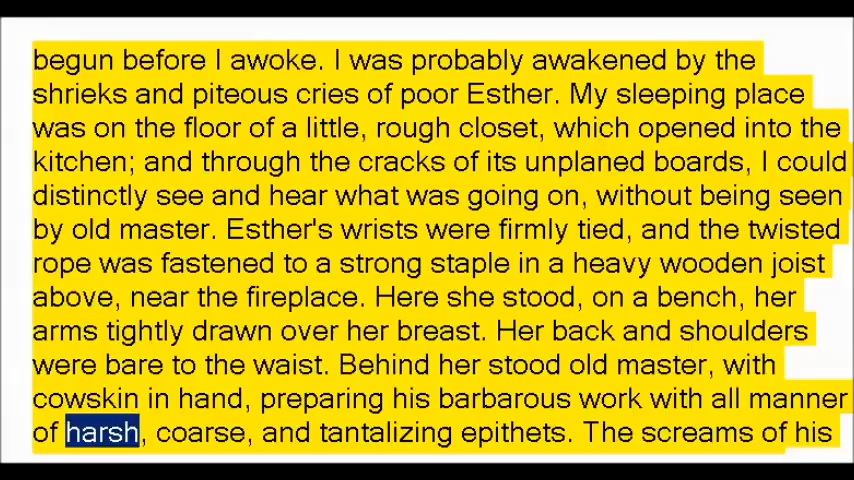 begun before I awoke. I was probably awakened by the
shrieks and piteous cries of poor Esther. My sleeping place
was on the floor of a little, rough closet, which opened into the
kitchen; and through the cracks of its unplaned boards, I could
distinctly see and hear what was going on, without being seen
by old master. Esther's wrists were firmly tied, and the twisted
rope was fastened to a strong staple in a heavy wooden joist
above, near the fireplace. Here she stood, on a bench, her
arms tightly drawn over her breast. Her back and shoulders
were bare to the waist. Behind her stood old master, with
cowskin in hand, preparing his barbarous work with all manner
of harsh, coarse, and tantalizing epithets. The screams of his